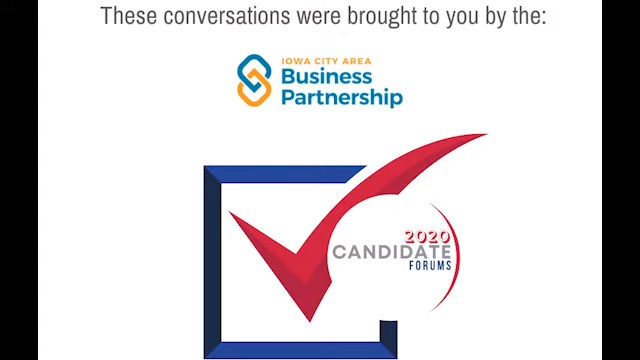 These conversations were brought to you by the:
IOWA CITY AREA
Business
Partnership
2020
CANDIDATE
FORUMS